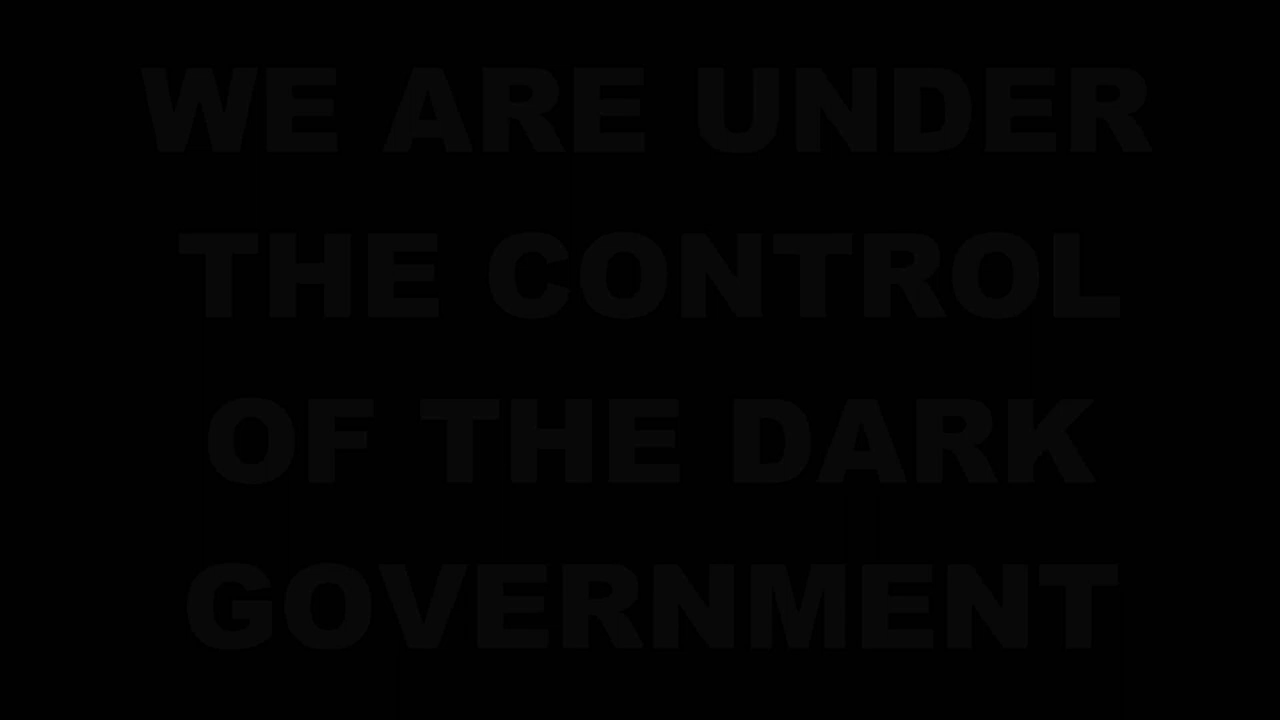 WE ARE UNDER
THE CONTROL
OF THE DARK
GOVERNMENT